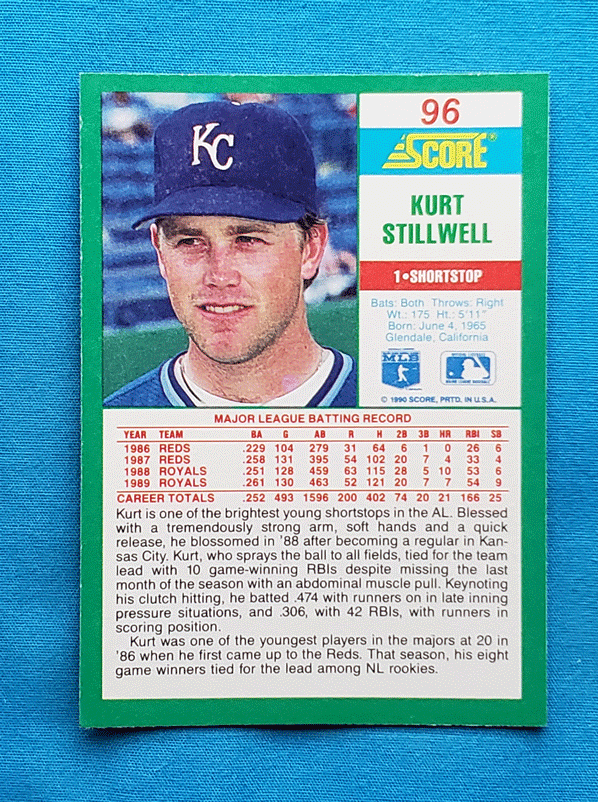 KC
96
SCORE®
KURT
STILLWELL
1•SHORTSTOP
Bats: Both Throws: Right
Wt.: 175 Ht.: 5'11"
Born: June 4, 1965
Glendale, California
© 1990 SCORE, PRTD. IN U.S.A.
MAJOR LEAGUE BATTING RECORD
YEAR TEAM BA G AB R H 2B 3B HR RBI SB
1986 REDS .229 104 279 31 64 6 1 0 26 6
1987 REDS .258 131 395 54 102 20 7 4 33 4
1988 ROYALS .251 128 459 63 115 28 5 10 53 6
1989 ROYALS .261 130 463 52 121 20 7 7 54 9
CAREER TOTALS .252 493 1596 200 402 74 20 21 166 25
Kurt is one of the brightest young shortstops in the AL. Blessed
with a tremendously strong arm, soft hands and a quick
release, he blossomed in '88 after becoming a regular in Kan-
sas City. Kurt, who sprays the ball to all fields, tied for the team
lead with 10 game-winning RBIs despite missing the last
month of the season with an abdominal muscle pull. Keynoting
his clutch hitting, he batted .474 with runners on in late inning
pressure situations, and .306, with 42 RBIs, with runners in
scoring position.
Kurt was one of the youngest players in the majors at 20 in
'86 when he first came up to the Reds. That season, his eight
game winners tied for the lead among NL rookies.